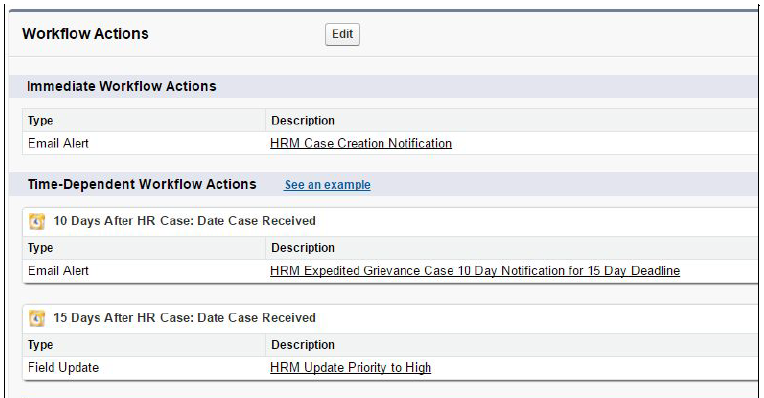 Workflow Actions Edit
Immediate Workflow Actions
Type Description
Email Alert HRM Case Creation Notification
Time-Dependent Workflow Actions See an example
10 Days After HR Case: Date Case Received
Type Description
Email Alert HRM Expedited Grievance Case 10 Day Notification for 15 Day Deadline
15 Days After HR Case: Date Case Received
Type Description
Field Update HRM Update Priority to High